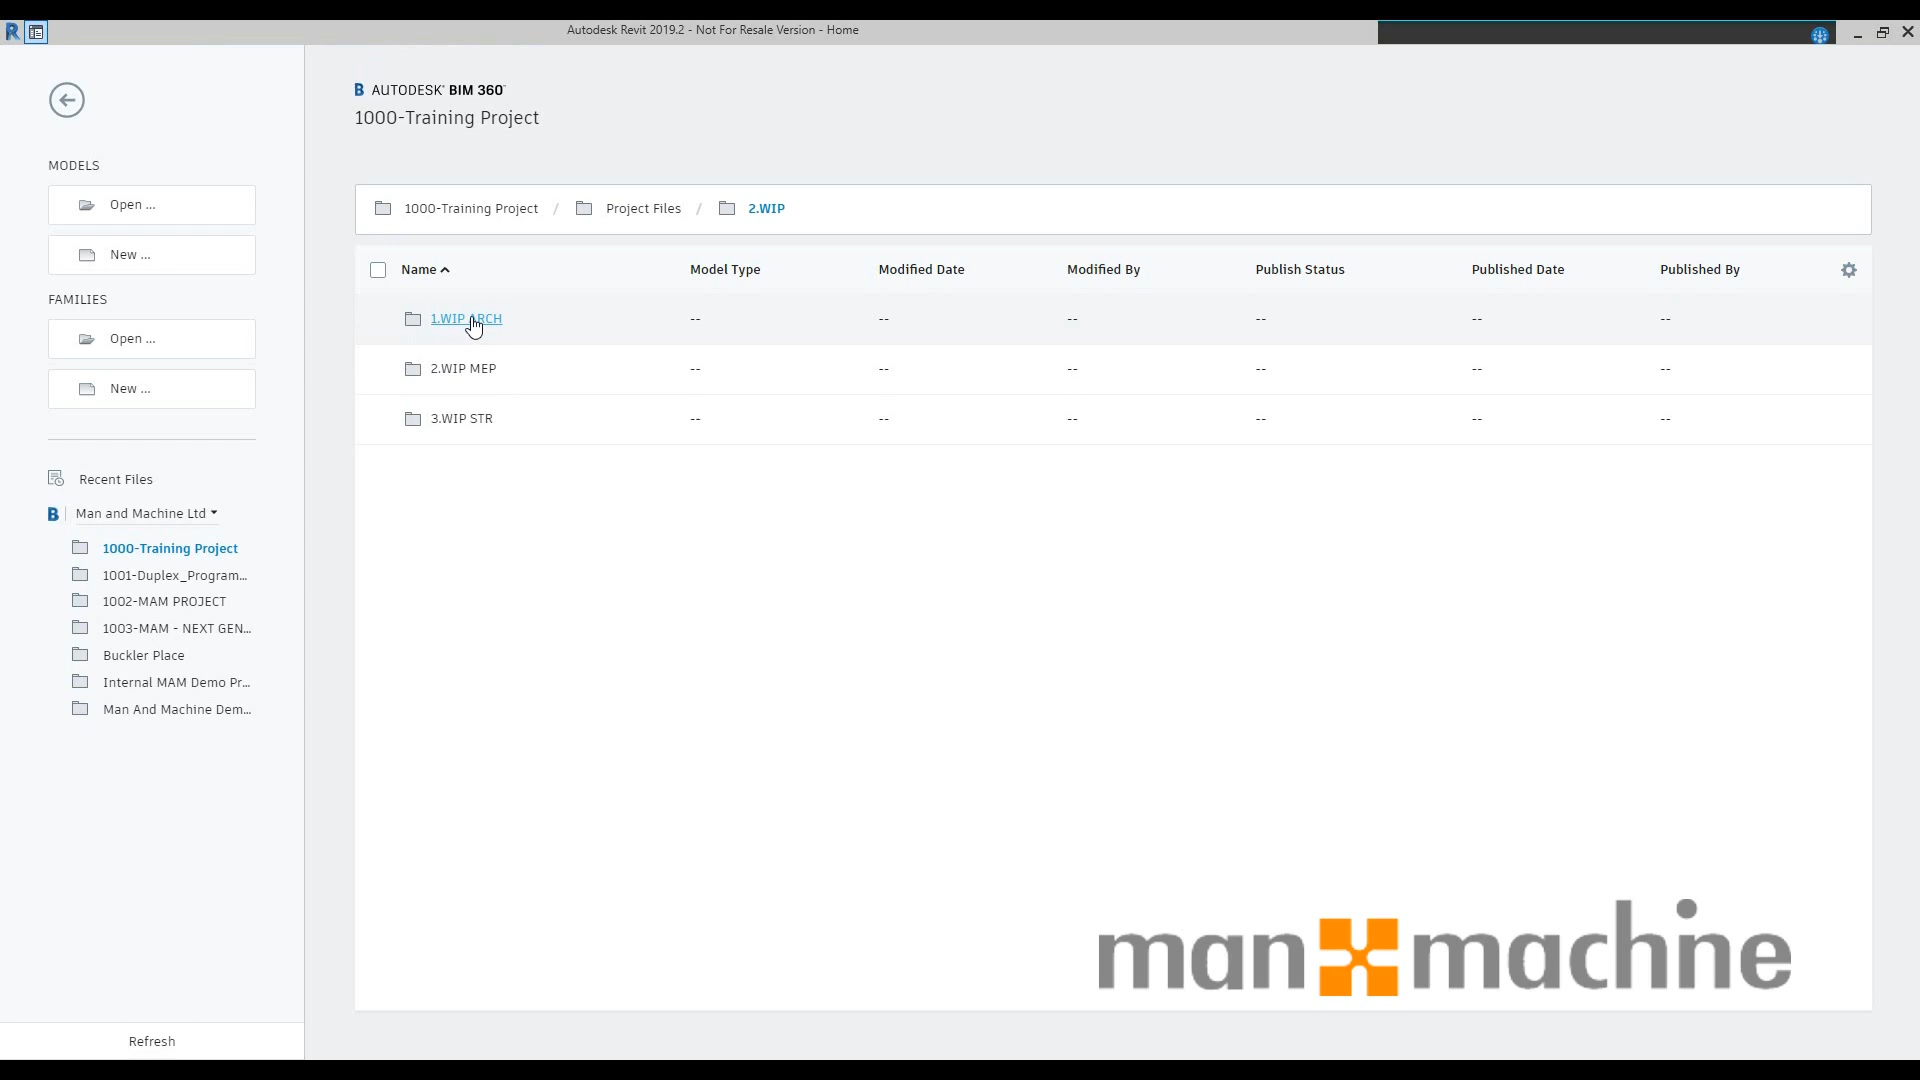 Autodesk Revit 2019.2 - Not For Resale Version - Home
AUTODESK® BIM 360™
1000-Training Project
MODELS
Open ...
New ...
FAMILIES
Open ...
New ...
Recent Files
Man and Machine Ltd
1000-Training Project
1001-Duplex_Program...
1002-MAM PROJECT
1003-MAM - NEXT GEN...
Buckler Place
Internal MAM Demo Pr...
Man And Machine Dem...
Refresh
1000-Training Project / Project Files / 2.WIP
Name Model Type Modified Date Modified By Publish Status Published Date Published By
1.WIP ARCH -- -- -- -- -- --
2.WIP MEP -- -- -- -- -- --
3.WIP STR -- -- -- -- -- --
man machine